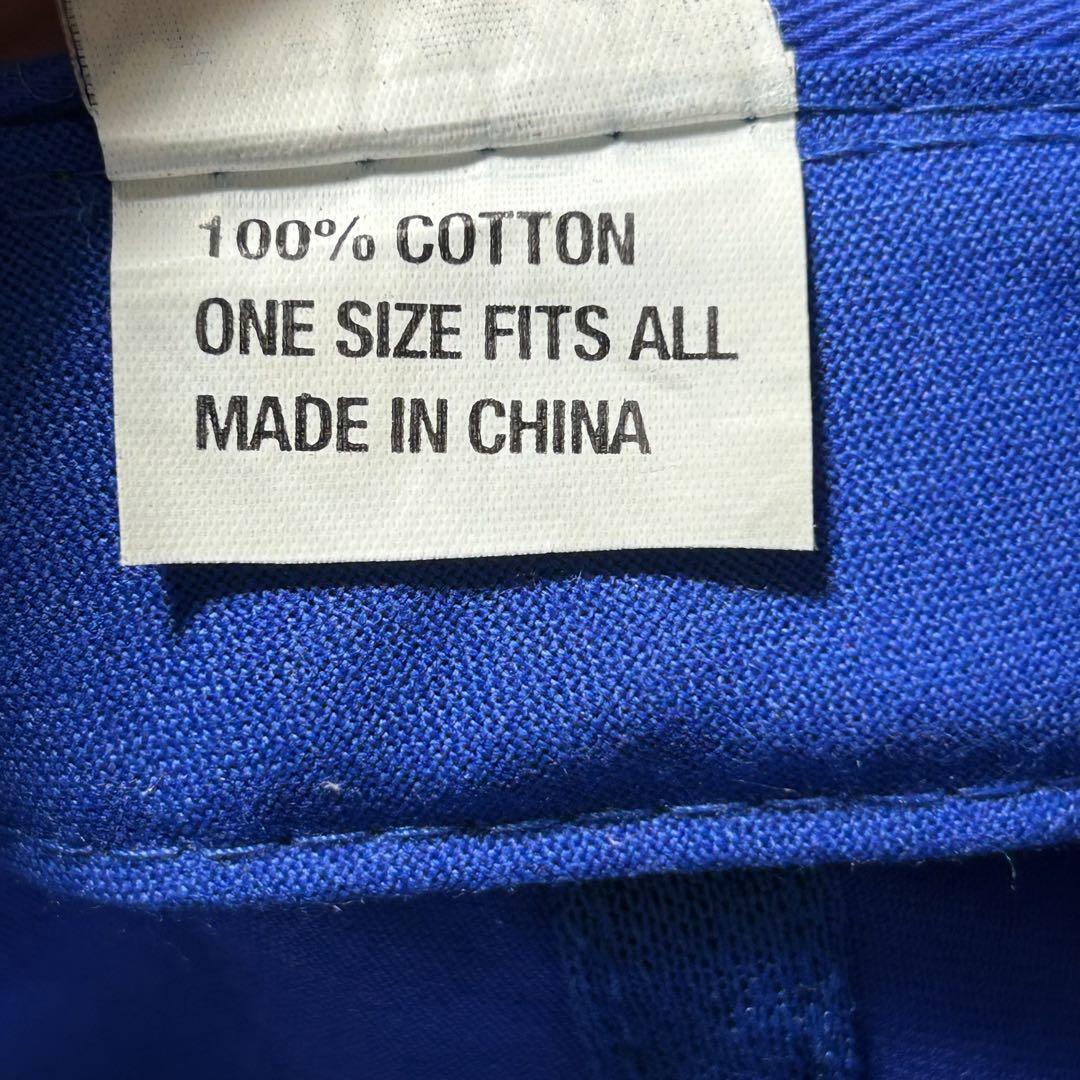 100% COTTON
ONE SIZE FITS ALL
MADE IN CHINA